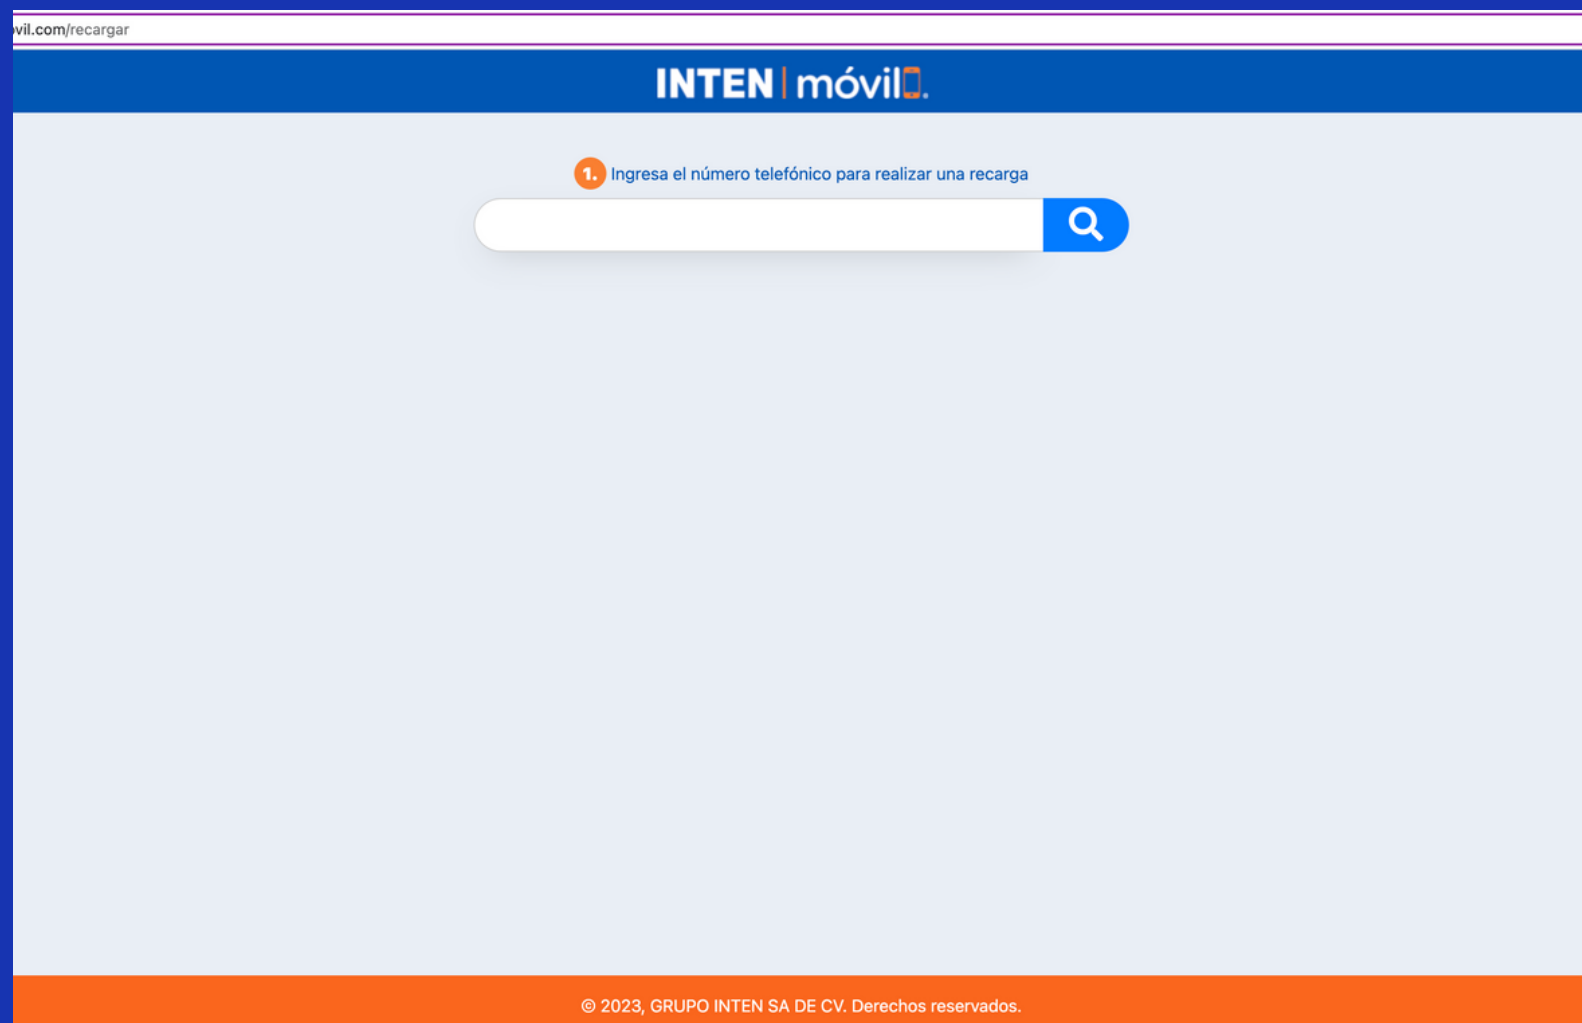 vil.com/recargar
INTEN | móvil
1. Ingresa el número telefónico para realizar una recarga
© 2023, GRUPO INTEN SA DE CV. Derechos reservados.